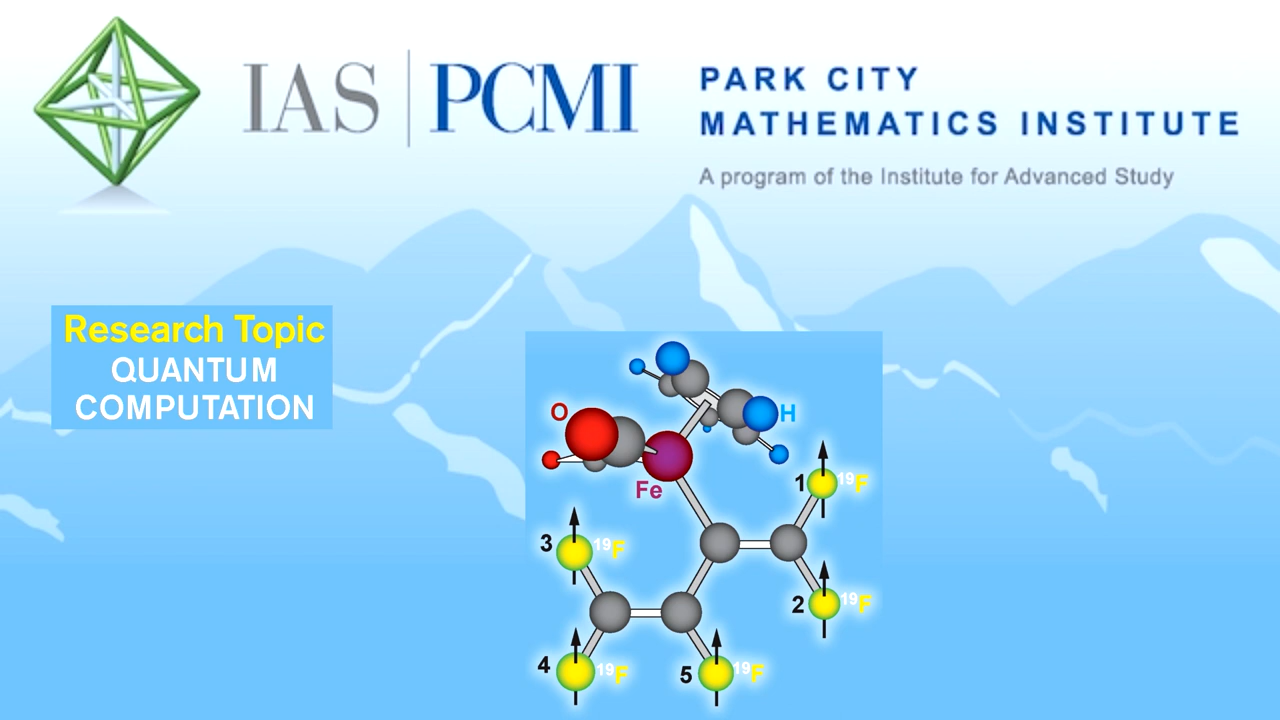 IAS | PCMI
PARK CITY
MATHEMATICS INSTITUTE
A program of the Institute for Advanced Study
Research Topic
QUANTUM
COMPUTATION
O
H
Fe
1 ¹⁹F
3 ¹⁹F
2 ¹⁹F
4 ¹⁹F
5 ¹⁹F